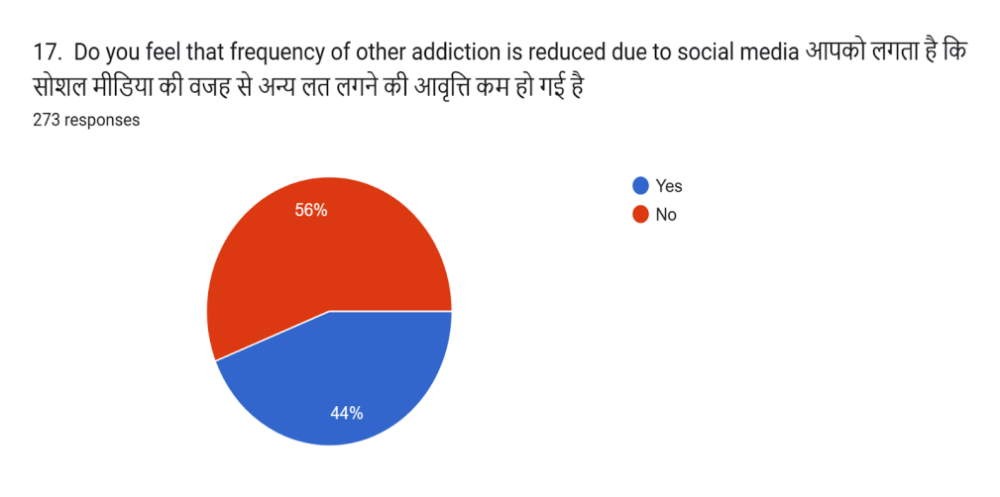 17. Do you feel that frequency of other addiction is reduced due to social media आपको लगता है कि
सोशल मीडिया की वजह से अन्य लत लगने की आवृत्ति कम हो गई है
273 responses
Yes
No
56%
44%